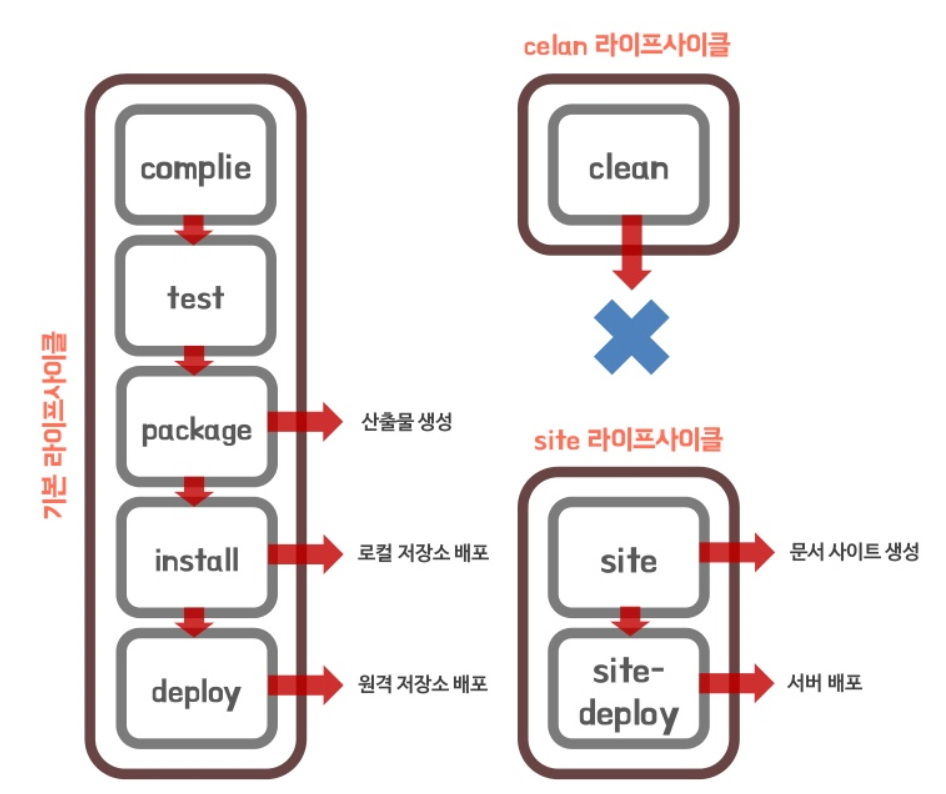 기본 라이프사이클
complie
test
package
산출물 생성
install
로컬 저장소 배포
deploy
원격 저장소 배포
celan 라이프사이클
clean
site 라이프사이클
site
문서 사이트 생성
site-
deploy
서버 배포